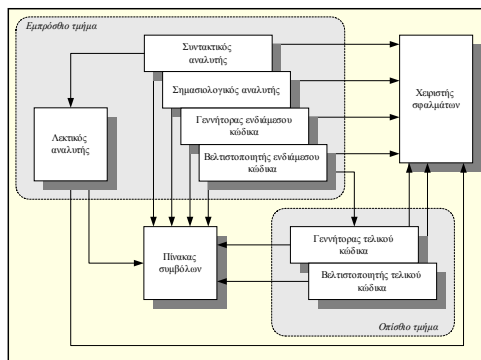 Εμπρόσθιο τμήμα
Συντακτικός
αναλυτής
Σημασιολογικός αναλυτής
Γεννήτορας ενδιάμεσου
κώδικα
Βελτιστοποιητής ενδιάμεσου
κώδικα
Λεκτικός
αναλυτής
Χειριστής
σφαλμάτων
Πίνακας
συμβόλων
Γεννήτορας τελικού
κώδικα
Βελτιστοποιητής τελικού
κώδικα
Οπίσθιο τμήμα